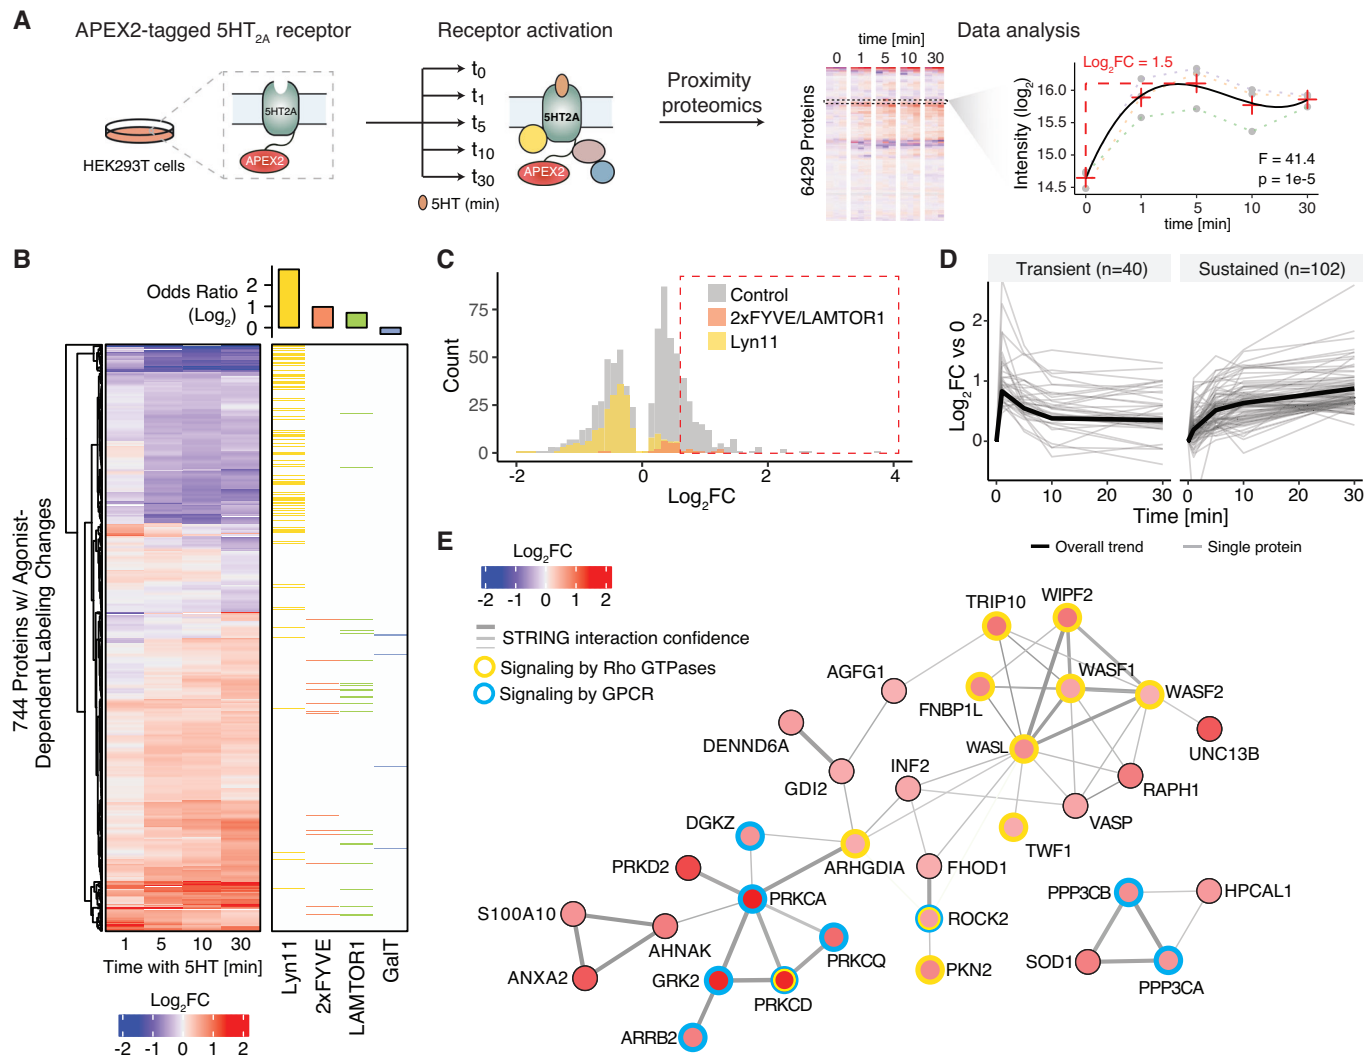 A
APEX2-tagged 5HT2A receptor
Receptor activation
Data analysis
5HT2A
APEX2
HEK293T cells
t0
t1
t5
t10
t30
5HT (min)
5HT2A
APEX2
Proximity
proteomics
time [min]
0 1 5 10 30
6429 Proteins
Log2FC = 1.5
Intensity (log2)
16.0
15.5
15.0
14.5
F = 41.4
p = 1e-5
0 1 5 10 30
time [min]
B
Odds Ratio
(Log2)
2
1
0
744 Proteins w/ Agonist-
Dependent Labeling Changes
1 5 10 30
Time with 5HT [min]
Lyn11
2xFYVE
LAMTOR1
GalT
Log2FC
-2 -1 0 1 2
C
Count
75
50
25
0
Control
2xFYVE/LAMTOR1
Lyn11
-2 0 2 4
Log2FC
D
Transient (n=40)
Sustained (n=102)
Log2FC vs 0
2
1
0
0 10 20 30
0 10 20 30
Time [min]
Overall trend
Single protein
E
Log2FC
-2 -1 0 1 2
STRING interaction confidence
Signaling by Rho GTPases
Signaling by GPCR
TRIP10
WIPF2
AGFG1
WASF1
WASF2
FNBP1L
DENND6A
WASL
UNC13B
GDI2
INF2
RAPH1
VASP
DGKZ
TWF1
PRKD2
ARHGDIA
FHOD1
PRKCA
PPP3CB
HPCAL1
S100A10
ROCK2
AHNAK
PRKCQ
SOD1
ANXA2
GRK2
PKN2
PRKCD
PPP3CA
ARRB2